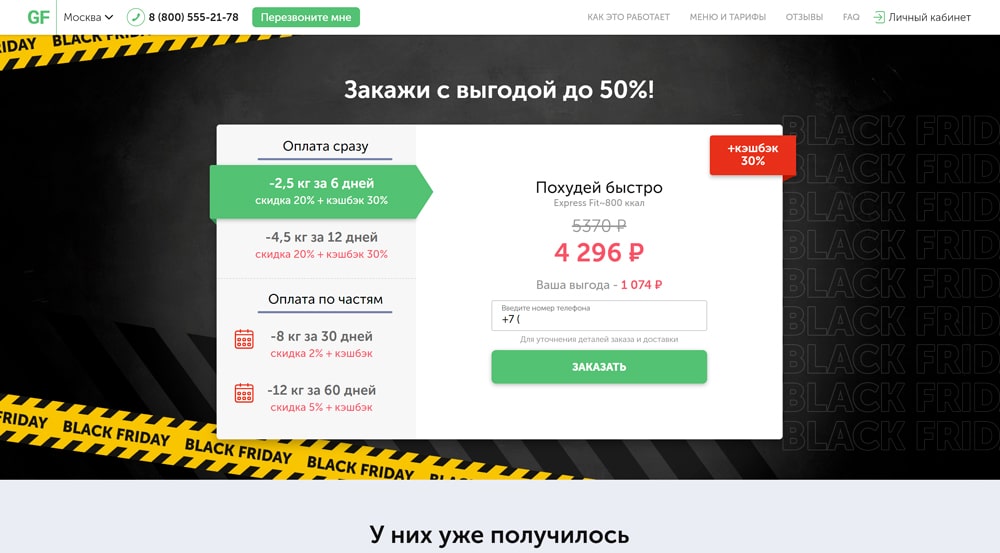 GF
Москва
8 (800) 555-21-78
Перезвоните мне
КАК ЭТО РАБОТАЕТ
МЕНЮ И ТАРИФЫ
ОТЗЫВЫ
FAQ
Личный кабинет
RIDAY BLACK FRIDAY
Закажи с выгодой до 50%!
Оплата сразу
-2,5 кг за 6 дней
скидка 20% + кэшбэк 30%
-4,5 кг за 12 дней
скидка 20% + кэшбэк 30%
Оплата по частям
-8 кг за 30 дней
скидка 2% + кэшбэк
-12 кг за 60 дней
скидка 5% + кэшбэк
+кэшбэк
30%
Похудей быстро
Express Fit~800 ккал
5370 ₽
4 296 ₽
Ваша выгода - 1 074 ₽
Введите номер телефона
+7 (
Для уточнения деталей заказа и доставки
ЗАКАЗАТЬ
BLACK FRID
BLACK FRID
BLACK FRID
BLACK FRID
BLACK FRID
BLACK FRID
BLACK FRID
BLACK FRID
BLACK FRID
FRIDAY BLACK FRIDAY BLACK FRIDAY BLACK FRIDAY
BLACK FRIDAY
У них уже получилось